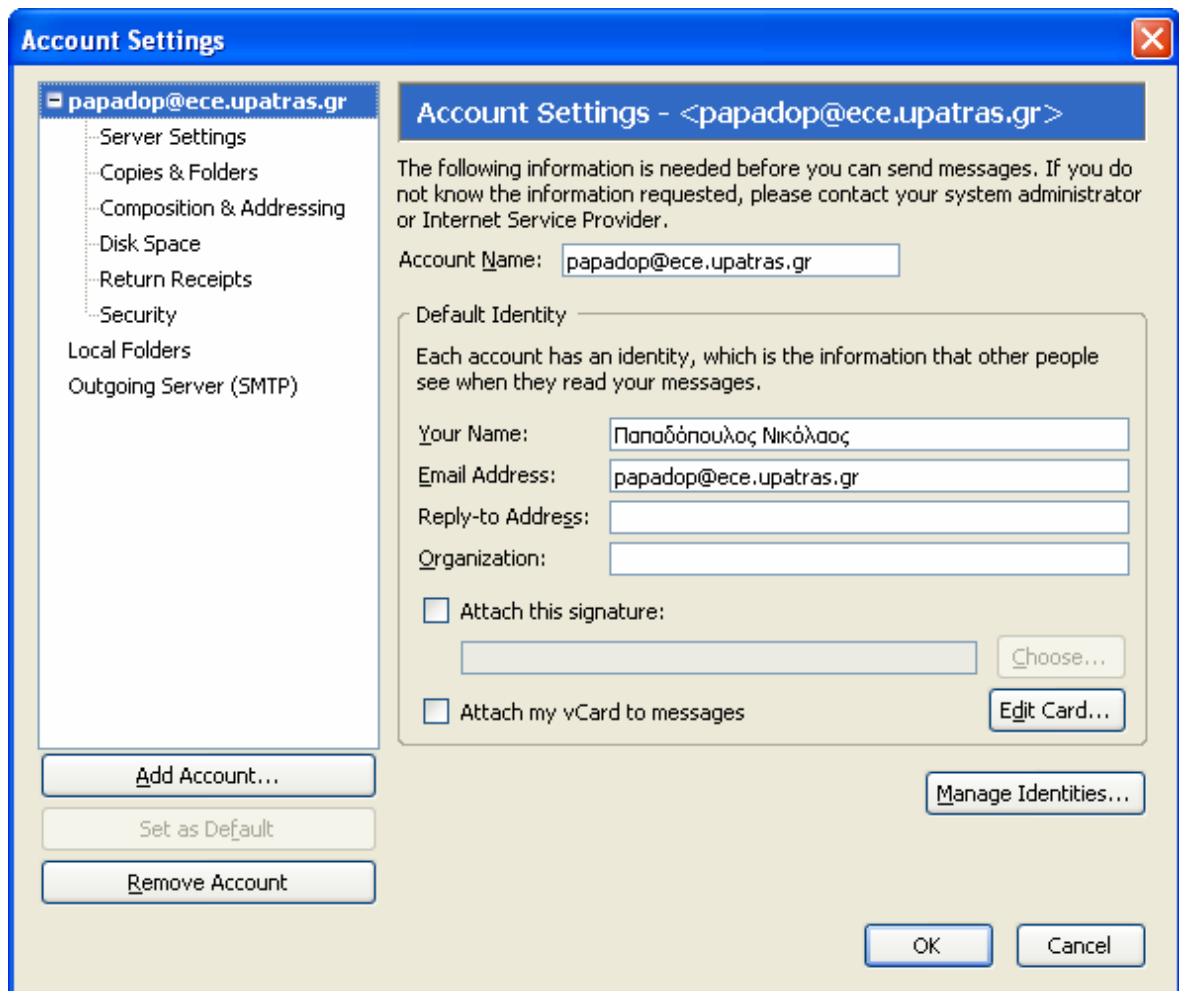 Account Settings
papadop@ece.upatras.gr
Server Settings
Copies & Folders
Composition & Addressing
Disk Space
Return Receipts
Security
Local Folders
Outgoing Server (SMTP)
Add Account...
Set as Default
Remove Account
Account Settings - <papadop@ece.upatras.gr>
The following information is needed before you can send messages. If you do
not know the information requested, please contact your system administrator
or Internet Service Provider.
Account Name: papadop@ece.upatras.gr
Default Identity
Each account has an identity, which is the information that other people
see when they read your messages.
Your Name: Παπαδόπουλος Νικόλαος
Email Address: papadop@ece.upatras.gr
Reply-to Address:
Organization:
Attach this signature:
Choose...
Attach my vCard to messages
Edit Card...
Manage Identities...
OK
Cancel